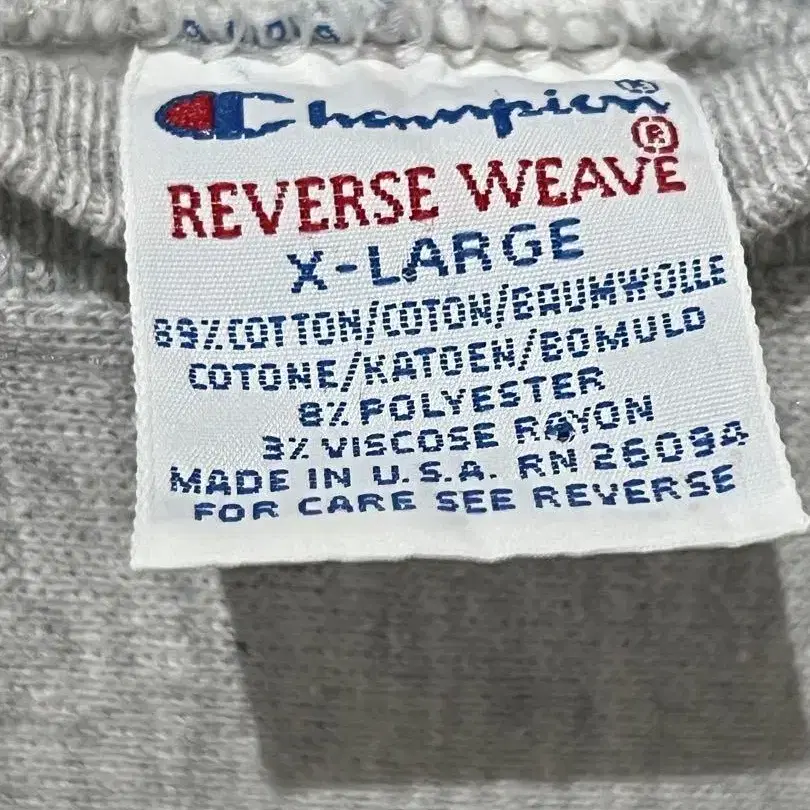 Champion®
REVERSE WEAVE®
X-LARGE
89% COTTON/COTON/BAUMWOLLE
COTONE/KATOEN/BOMULD
8% POLYESTER
3% VISCOSE RAYON
MADE IN U.S.A. RN 26094
FOR CARE SEE REVERSE